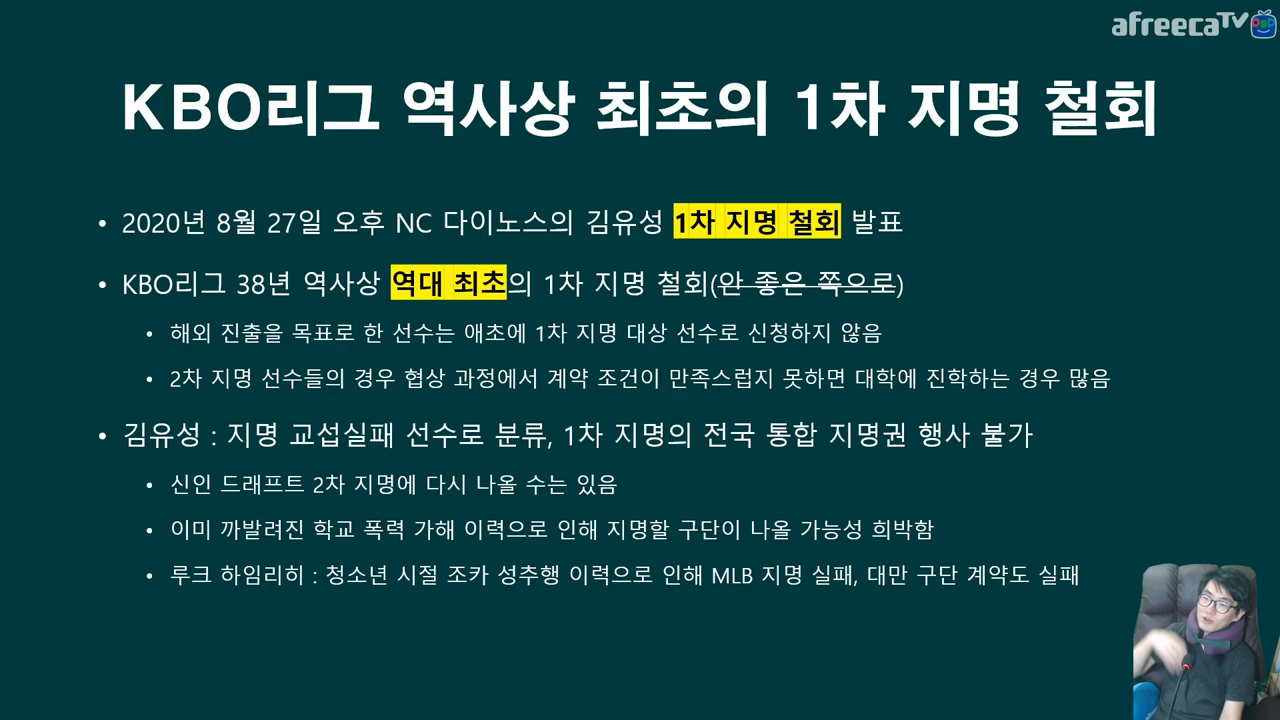 afreecaTV
KBO리그 역사상 최초의 1차 지명 철회
• 2020년 8월 27일 오후 NC 다이노스의 김유성 1차 지명 철회 발표
• KBO리그 38년 역사상 역대 최초의 1차 지명 철회(안 좋은 쪽으로)
• 해외 진출을 목표로 한 선수는 애초에 1차 지명 대상 선수로 신청하지 않음
• 2차 지명 선수들의 경우 협상 과정에서 계약 조건이 만족스럽지 못하면 대학에 진학하는 경우 많음
• 김유성 : 지명 교섭실패 선수로 분류, 1차 지명의 전국 통합 지명권 행사 불가
• 신인 드래프트 2차 지명에 다시 나올 수는 있음
• 이미 까발려진 학교 폭력 가해 이력으로 인해 지명할 구단이 나올 가능성 희박함
• 루크 하임리히 : 청소년 시절 조카 성추행 이력으로 인해 MLB 지명 실패, 대만 구단 계약도 실패